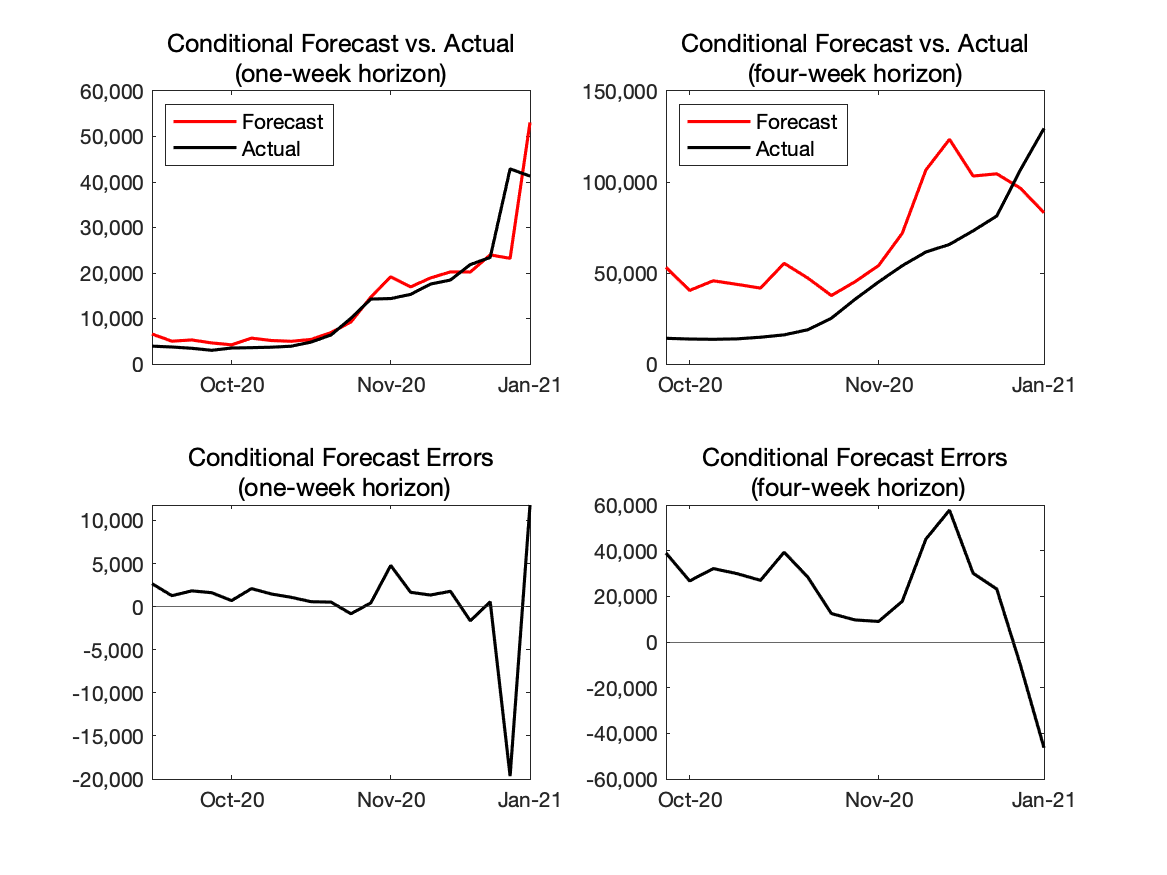 Conditional Forecast vs. Actual
(one-week horizon)
60,000
50,000
40,000
30,000
20,000
10,000
0
Forecast
Actual
Oct-20
Nov-20
Jan-21
Conditional Forecast vs. Actual
(four-week horizon)
150,000
100,000
50,000
0
Forecast
Actual
Oct-20
Nov-20
Jan-21
Conditional Forecast Errors
(one-week horizon)
10,000
5,000
0
-5,000
-10,000
-15,000
-20,000
Oct-20
Nov-20
Jan-21
Conditional Forecast Errors
(four-week horizon)
60,000
40,000
20,000
0
-20,000
-40,000
-60,000
Oct-20
Nov-20
Jan-21